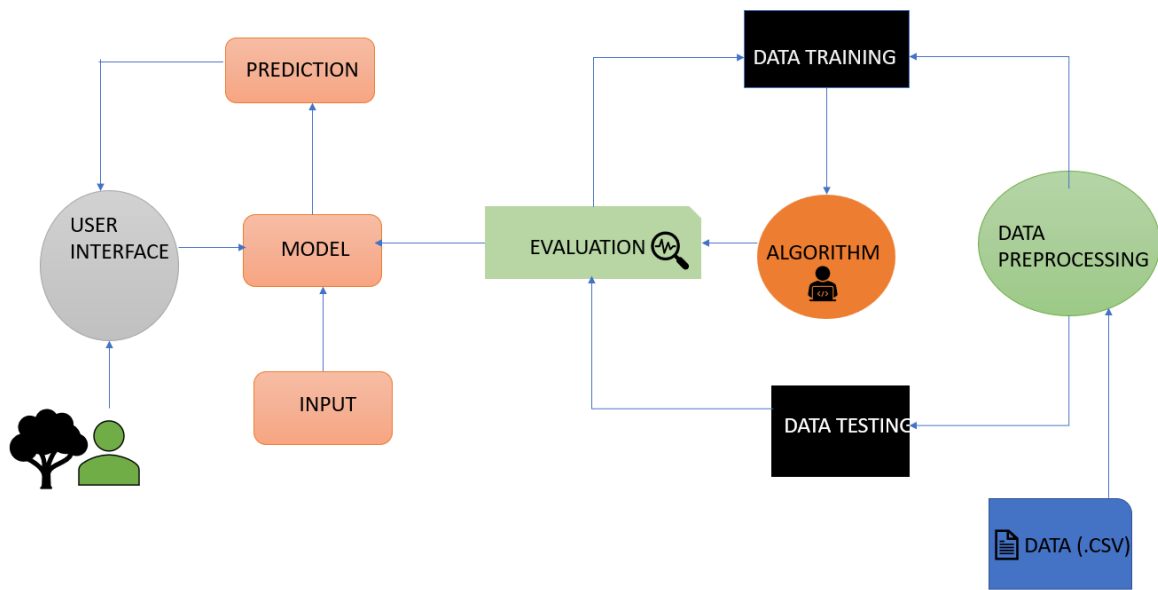 PREDICTION
DATA TRAINING
USER
INTERFACE
MODEL
EVALUATION
ALGORITHM
DATA
PREPROCESSING
INPUT
DATA TESTING
DATA (.CSV)